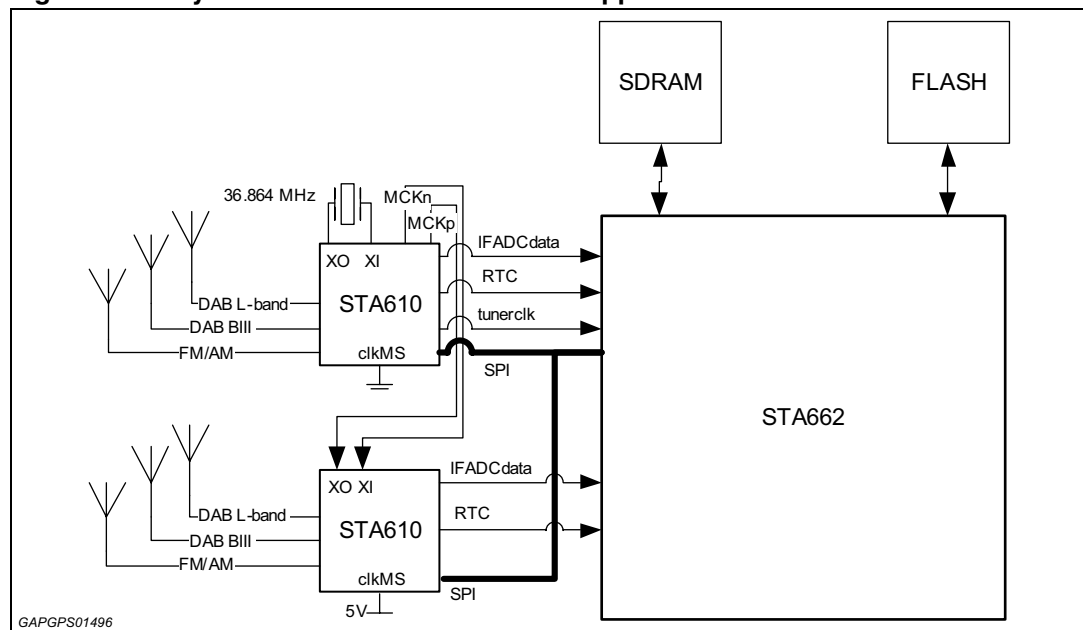 SDRAM
FLASH
36.864 MHz
MCKn
MCKp
IFADCdata
XO XI
RTC
STA610
DAB L-band
tunerclk
DAB BIII
FM/AM
clkMS
SPI
STA662
IFADCdata
XO XI
DAB L-band
RTC
STA610
DAB BIII
FM/AM
clkMS
SPI
5V
GAPGPS01496